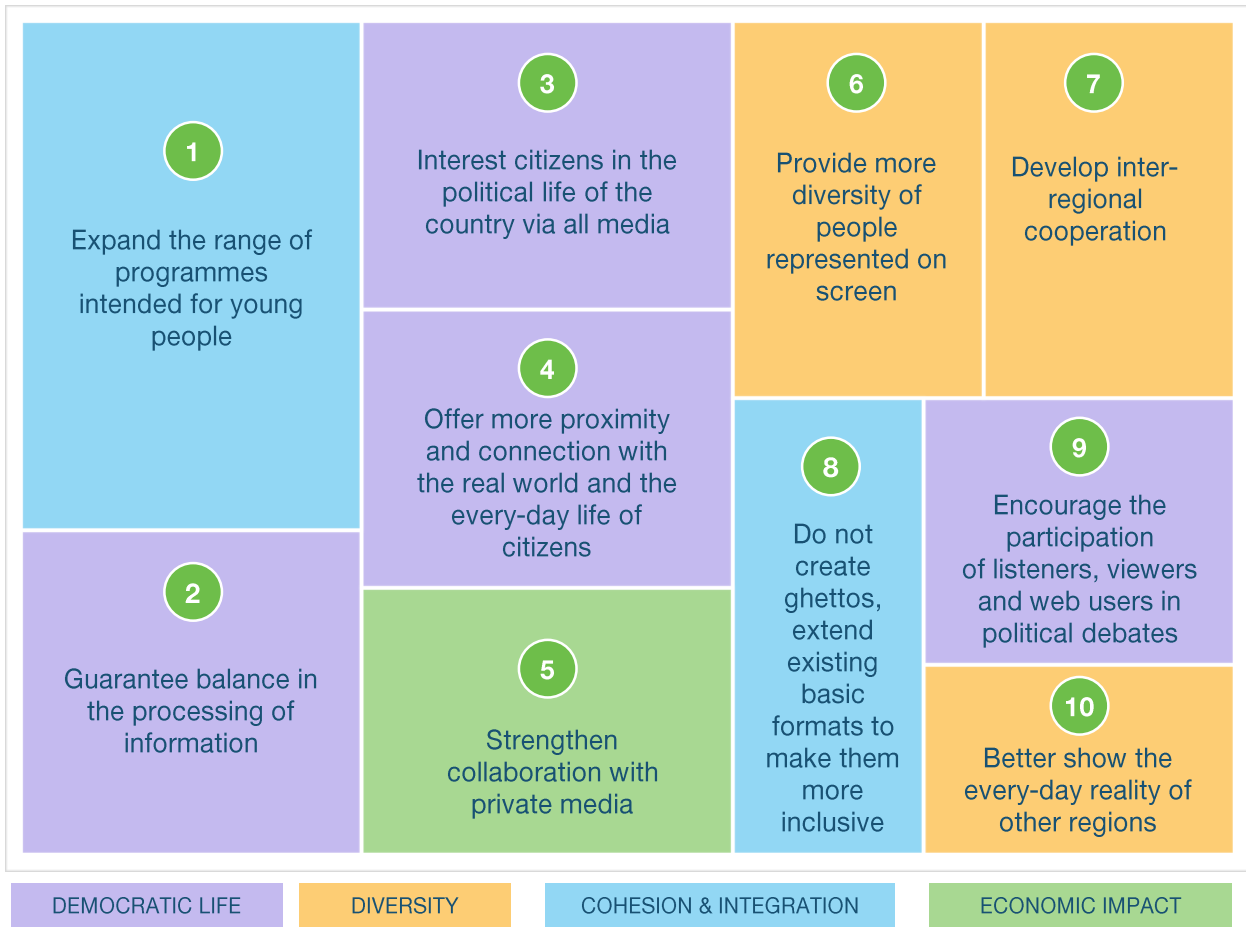 1
Expand the range of
programmes
intended for young
people
2
Guarantee balance in
the processing of
information
3
Interest citizens in the
political life of the
country via all media
4
Offer more proximity
and connection with
the real world and the
every-day life of
citizens
5
Strengthen
collaboration with
private media
6
Provide more
diversity of
people
represented on
screen
7
Develop inter-
regional
cooperation
8
Do not
create
ghettos,
extend
existing
basic
formats to
make them
more
inclusive
9
Encourage the
participation
of listeners, viewers
and web users in
political debates
10
Better show the
every-day reality of
other regions
DEMOCRATIC LIFE
DIVERSITY
COHESION & INTEGRATION
ECONOMIC IMPACT